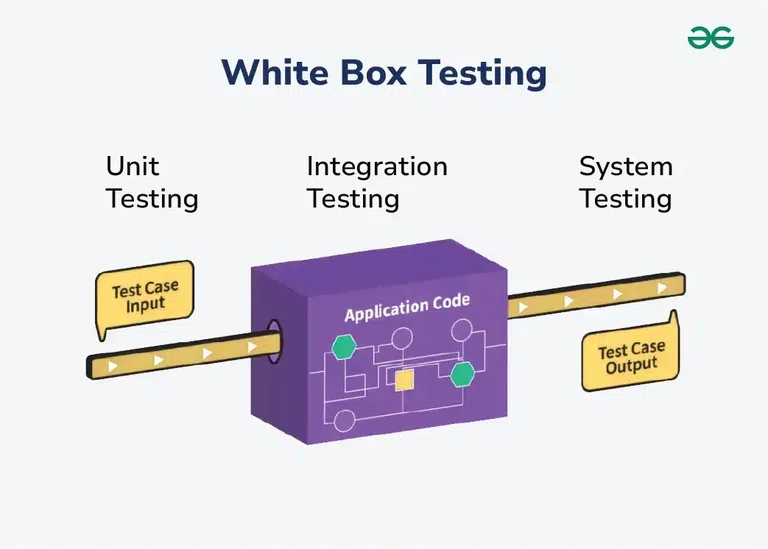 White Box Testing
Unit
Testing
Integration
Testing
System
Testing
Test Case
Input
Application Code
Test Case
Output